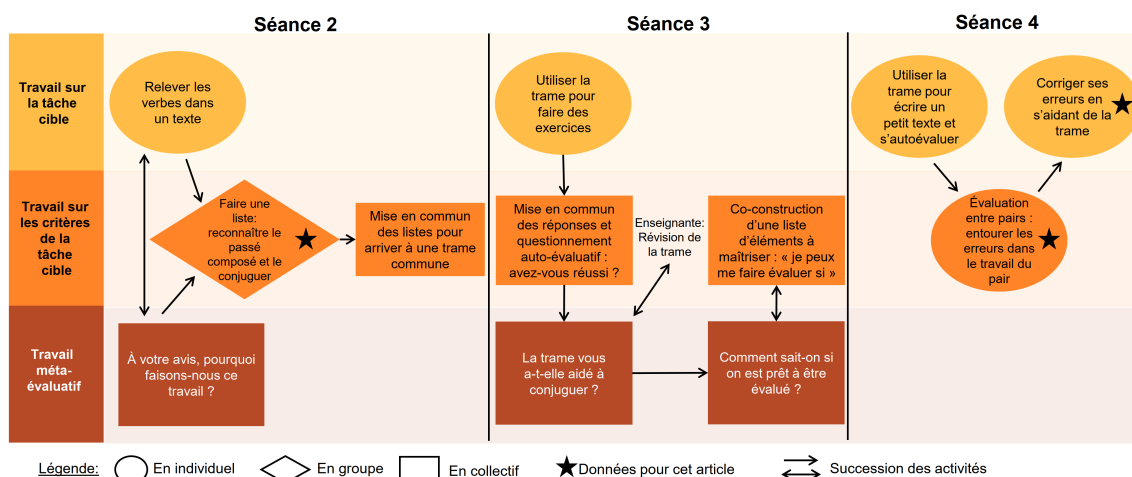 Séance 2
Séance 3
Séance 4
Travail sur
la tâche
cible
Relever les
verbes dans
un texte
Utiliser la
trame pour
faire des
exercices
Utiliser la
trame pour
écrire un
petit texte et
s'autoévaluer
Corriger ses
erreurs en
s'aidant de la
trame
Travail sur
les critères
de la tâche
cible
Faire une
liste:
reconnaître le
passé
composé et le
conjuguer
Mise en commun
des listes pour
arriver à une trame
commune
Mise en commun
des réponses et
questionnement
auto-évaluatif :
avez-vous réussi ?
Enseignante:
Révision de
la trame
Co-construction
d'une liste
d'éléments à
maîtriser : « je peux
me faire évaluer si »
Évaluation
entre pairs :
entourer les
erreurs dans
le travail du
pair
Travail
méta-
évaluatif
À votre avis, pourquoi
faisons-nous ce
travail ?
La trame vous
a-t-elle aidé à
conjuguer ?
Comment sait-on si
on est prêt à être
évalué ?
Légende:
En individuel
En groupe
En collectif
Données pour cet article
Succession des activités